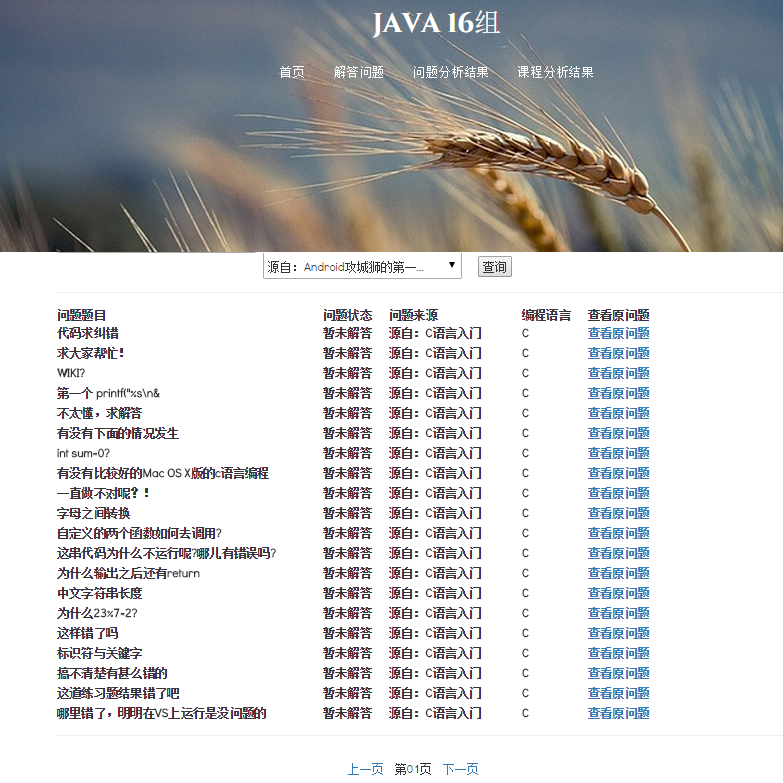 JAVA 16组
首页 解答问题 问题分析结果 课程分析结果
源自：Android攻城狮的第一... ▼ 查询
问题题目 问题状态 问题来源 编程语言 查看原问题
代码求纠错 暂未解答 源自：C语言入门 C 查看原问题
求大家帮忙！ 暂未解答 源自：C语言入门 C 查看原问题
WIKI? 暂未解答 源自：C语言入门 C 查看原问题
第一个 printf("%s\n& 暂未解答 源自：C语言入门 C 查看原问题
不太懂，求解答 暂未解答 源自：C语言入门 C 查看原问题
有没有下面的情况发生 暂未解答 源自：C语言入门 C 查看原问题
int sum=0? 暂未解答 源自：C语言入门 C 查看原问题
有没有比较好的Mac OS X版的c语言编程 暂未解答 源自：C语言入门 C 查看原问题
一直做不对呢？！ 暂未解答 源自：C语言入门 C 查看原问题
字母之间转换 暂未解答 源自：C语言入门 C 查看原问题
自定义的两个函数如何去调用? 暂未解答 源自：C语言入门 C 查看原问题
这串代码为什么不运行呢?哪儿有错误吗? 暂未解答 源自：C语言入门 C 查看原问题
为什么输出之后还有return 暂未解答 源自：C语言入门 C 查看原问题
中文字符串长度 暂未解答 源自：C语言入门 C 查看原问题
为什么23%7=2? 暂未解答 源自：C语言入门 C 查看原问题
这样错了吗 暂未解答 源自：C语言入门 C 查看原问题
标识符与关键字 暂未解答 源自：C语言入门 C 查看原问题
搞不清楚有甚么错的 暂未解答 源自：C语言入门 C 查看原问题
这道练习题结果错了吧 暂未解答 源自：C语言入门 C 查看原问题
哪里错了，明明在VS上运行是没问题的 暂未解答 源自：C语言入门 C 查看原问题
上一页 第01页 下一页